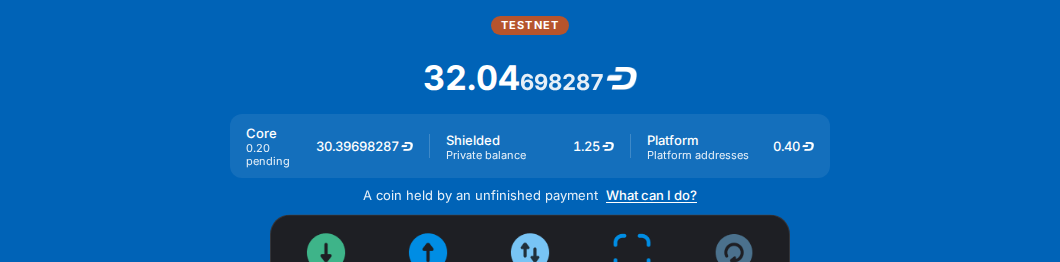 TESTNET
32.04698287
Core
0.20
pending
30.39698287
Shielded
Private balance
1.25
Platform
Platform addresses
0.40
A coin held by an unfinished payment What can I do?